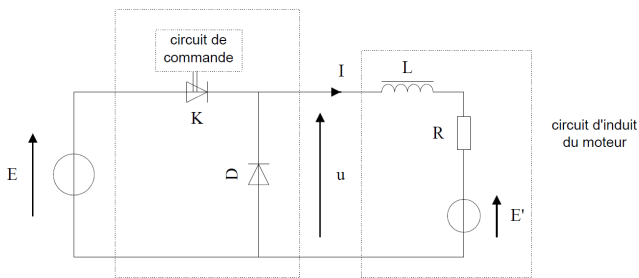 circuit de
commande
I
L
K
E
D
u
R
E'
circuit d'induit
du moteur